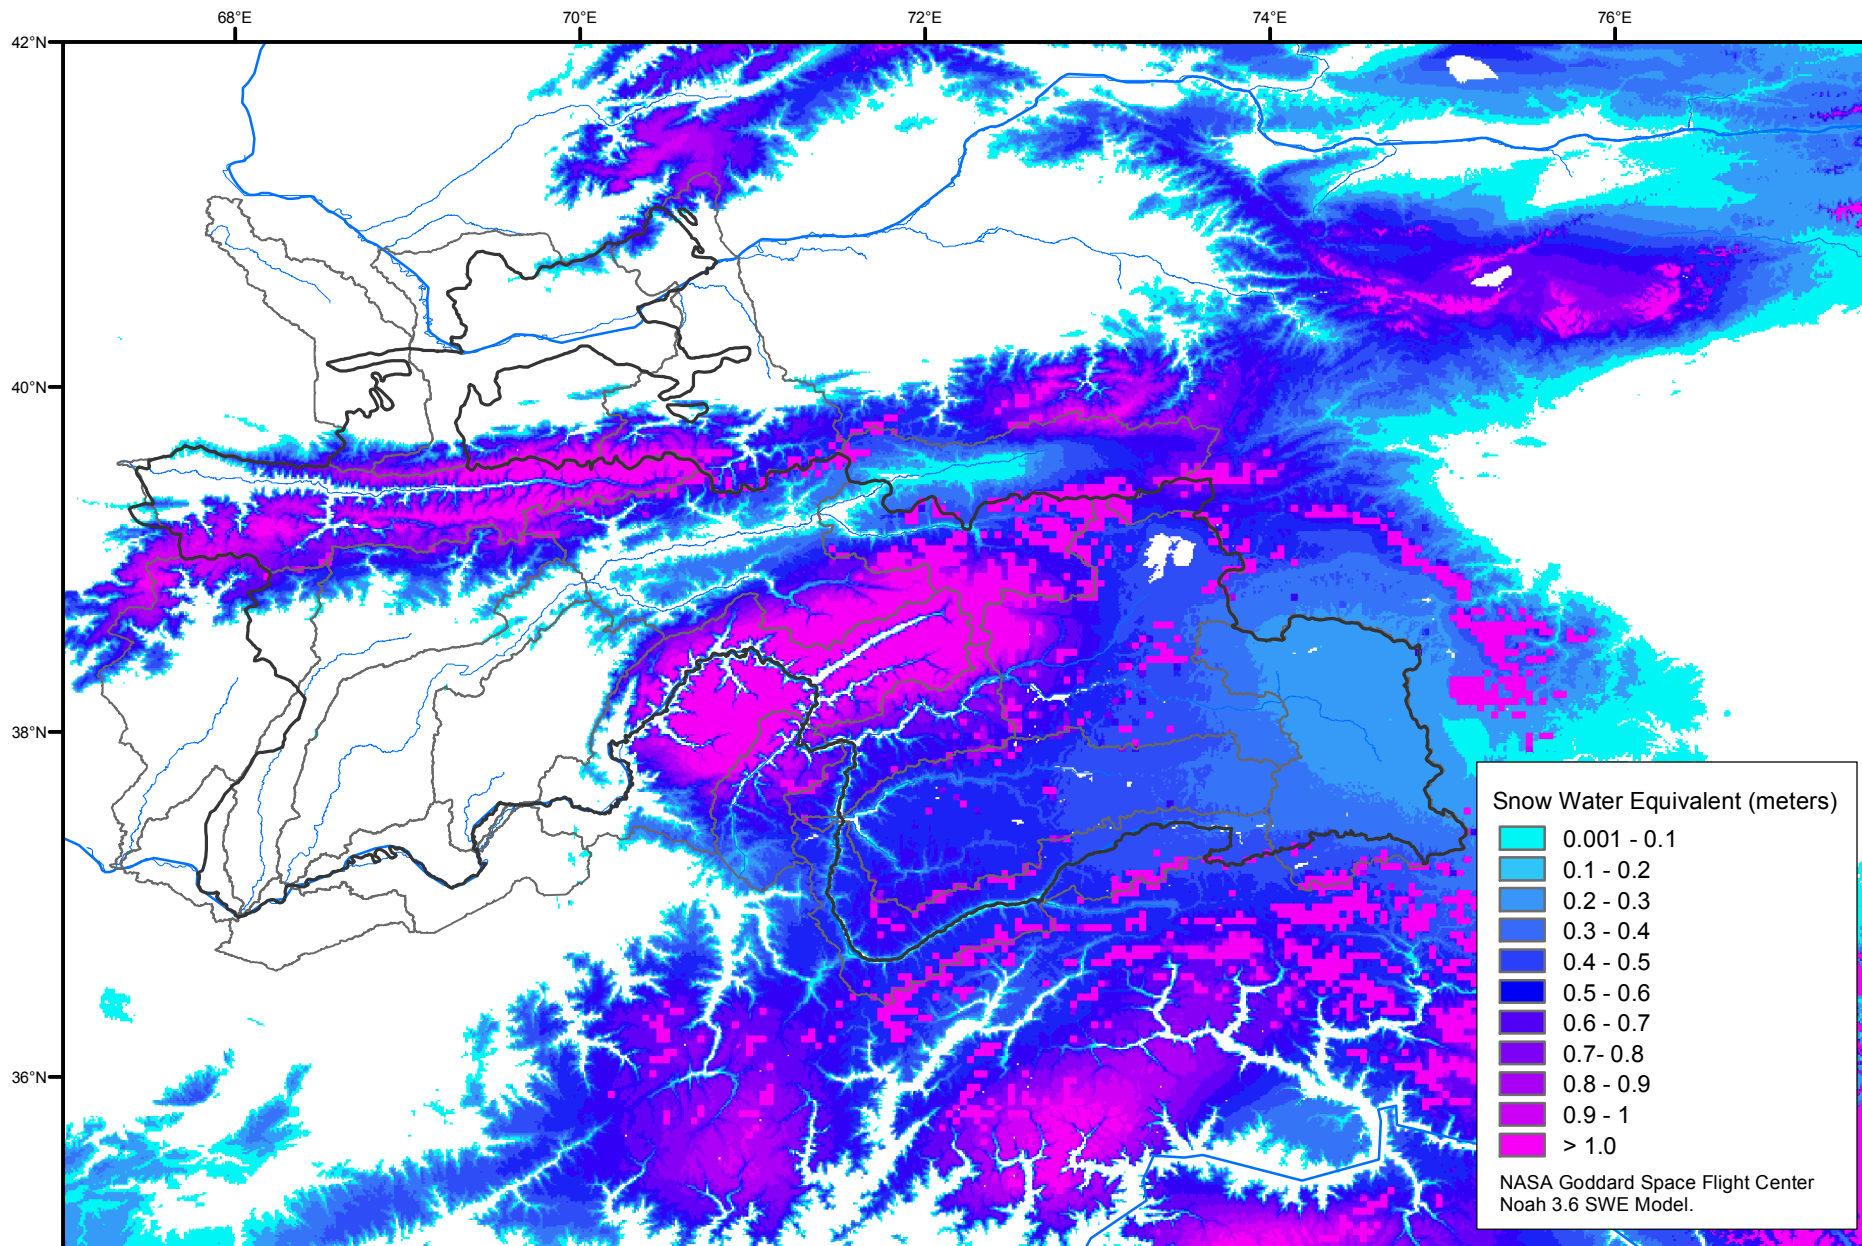 68°E
70°E
72°E
74°E
76°E
42°N
40°N
38°N
36°N
Snow Water Equivalent (meters)
0.001 - 0.1
0.1 - 0.2
0.2 - 0.3
0.3 - 0.4
0.4 - 0.5
0.5 - 0.6
0.6 - 0.7
0.7- 0.8
0.8 - 0.9
0.9 - 1
> 1.0
NASA Goddard Space Flight Center
Noah 3.6 SWE Model.